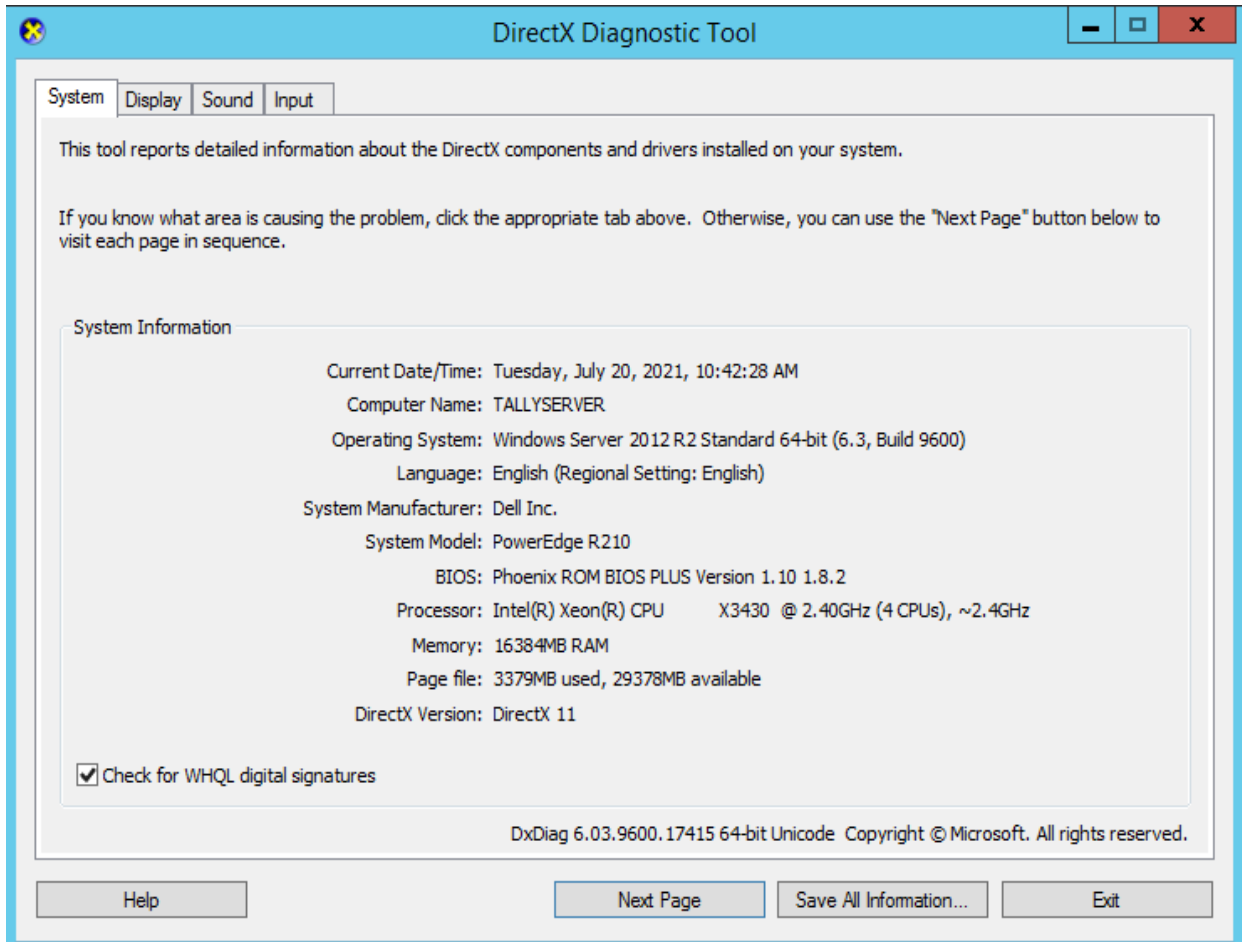 DirectX Diagnostic Tool
System Display Sound Input
This tool reports detailed information about the DirectX components and drivers installed on your system.
If you know what area is causing the problem, click the appropriate tab above.  Otherwise, you can use the "Next Page" button below to
visit each page in sequence.
System Information
Current Date/Time: Tuesday, July 20, 2021, 10:42:28 AM
Computer Name: TALLYSERVER
Operating System: Windows Server 2012 R2 Standard 64-bit (6.3, Build 9600)
Language: English (Regional Setting: English)
System Manufacturer: Dell Inc.
System Model: PowerEdge R210
BIOS: Phoenix ROM BIOS PLUS Version 1.10 1.8.2
Processor: Intel(R) Xeon(R) CPU       X3430  @ 2.40GHz (4 CPUs), ~2.4GHz
Memory: 16384MB RAM
Page file: 3379MB used, 29378MB available
DirectX Version: DirectX 11
Check for WHQL digital signatures
DxDiag 6.03.9600.17415 64-bit Unicode  Copyright © Microsoft. All rights reserved.
Help Next Page Save All Information... Exit